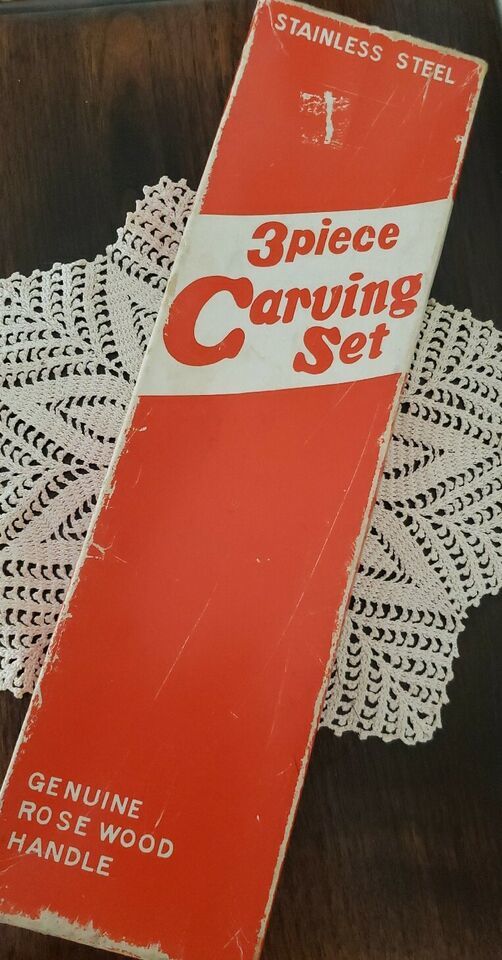 STAINLESS STEEL
3piece
Carving
Set
GENUINE
ROSE WOOD
HANDLE